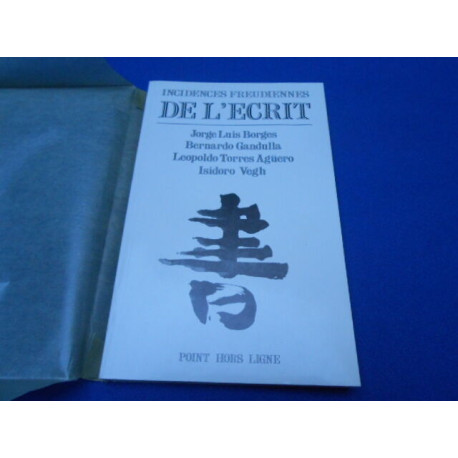 INCIDENCES FREUDIENNES
DE L'ECRIT
Jorge Luis Borges
Bernardo Gandulla
Leopoldo Torres Agüero
Isidoro Vegh
書
POINT HORS LIGNE